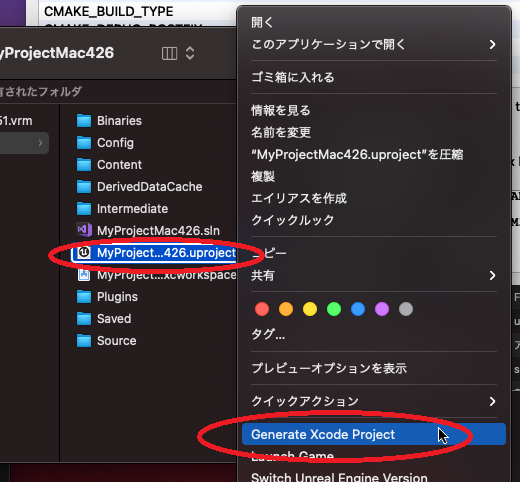 CMAKE_BUILD_TYPE
yProjectMac426
有されたフォルダ
51.vrm
Binaries
Config
Content
DerivedDataCache
Intermediate
MyProjectMac426.sln
MyProject...426.uproject
MyProject...xcworkspace
Plugins
Saved
Source
開く
このアプリケーションで開く
ゴミ箱に入れる
情報を見る
名前を変更
“MyProjectMac426.uproject”を圧縮
複製
エイリアスを作成
クイックルック
コピー
共有
タグ...
プレビューオプションを表示
クイックアクション
Generate Xcode Project
Launch Game
Switch Unreal Engine Version